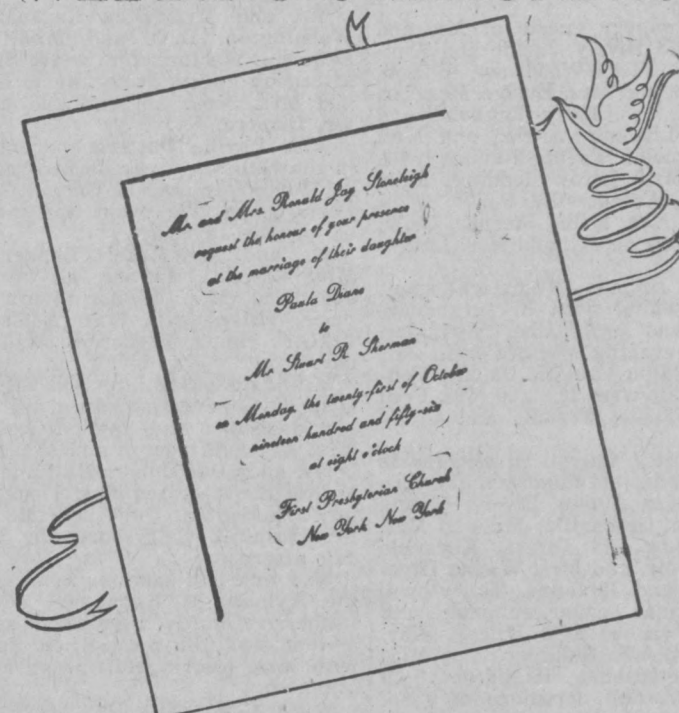 Mr. and Mrs. Ronald Jay Stoneleigh
request the honour of your presence
at the marriage of their daughter
Paula Diane
to
Mr. Stuart R. Sherman
on Monday, the twenty-first of October
nineteen hundred and fifty-six
at eight o'clock
First Presbyterian Church
New York, New York